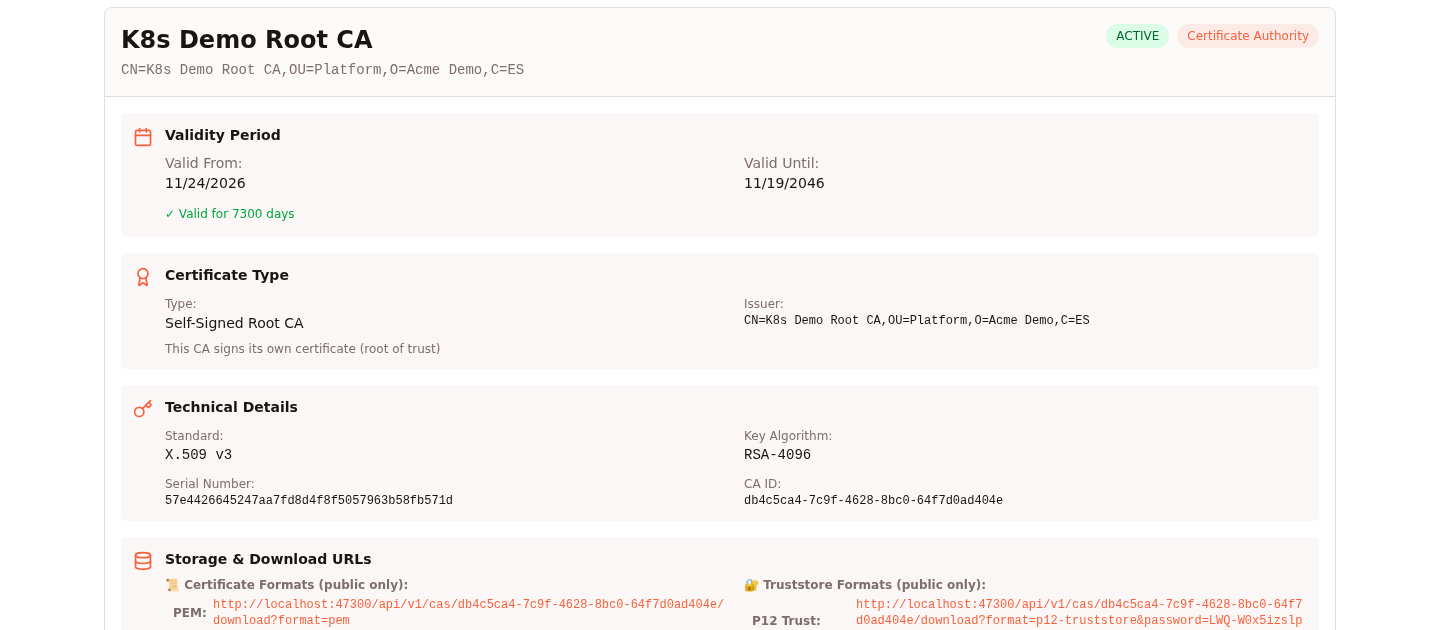 K8s Demo Root CA
ACTIVE
Certificate Authority
CN=K8s Demo Root CA,OU=Platform,O=Acme Demo,C=ES
Validity Period
Valid From:
Valid Until:
11/24/2026
11/19/2046
✓ Valid for 7300 days
Certificate Type
Type:
Issuer:
Self-Signed Root CA
CN=K8s Demo Root CA,OU=Platform,O=Acme Demo,C=ES
This CA signs its own certificate (root of trust)
Technical Details
Standard:
Key Algorithm:
X.509 v3
RSA-4096
Serial Number:
CA ID:
57e4426645247aa7fd8d4f8f5057963b58fb571d
db4c5ca4-7c9f-4628-8bc0-64f7d0ad404e
Storage & Download URLs
📜 Certificate Formats (public only):
PEM:
http://localhost:47300/api/v1/cas/db4c5ca4-7c9f-4628-8bc0-64f7d0ad404e/
download?format=pem
🔐 Truststore Formats (public only):
P12 Trust:
http://localhost:47300/api/v1/cas/db4c5ca4-7c9f-4628-8bc0-64f7
d0ad404e/download?format=p12-truststore&password=LWQ-W0x5izslp